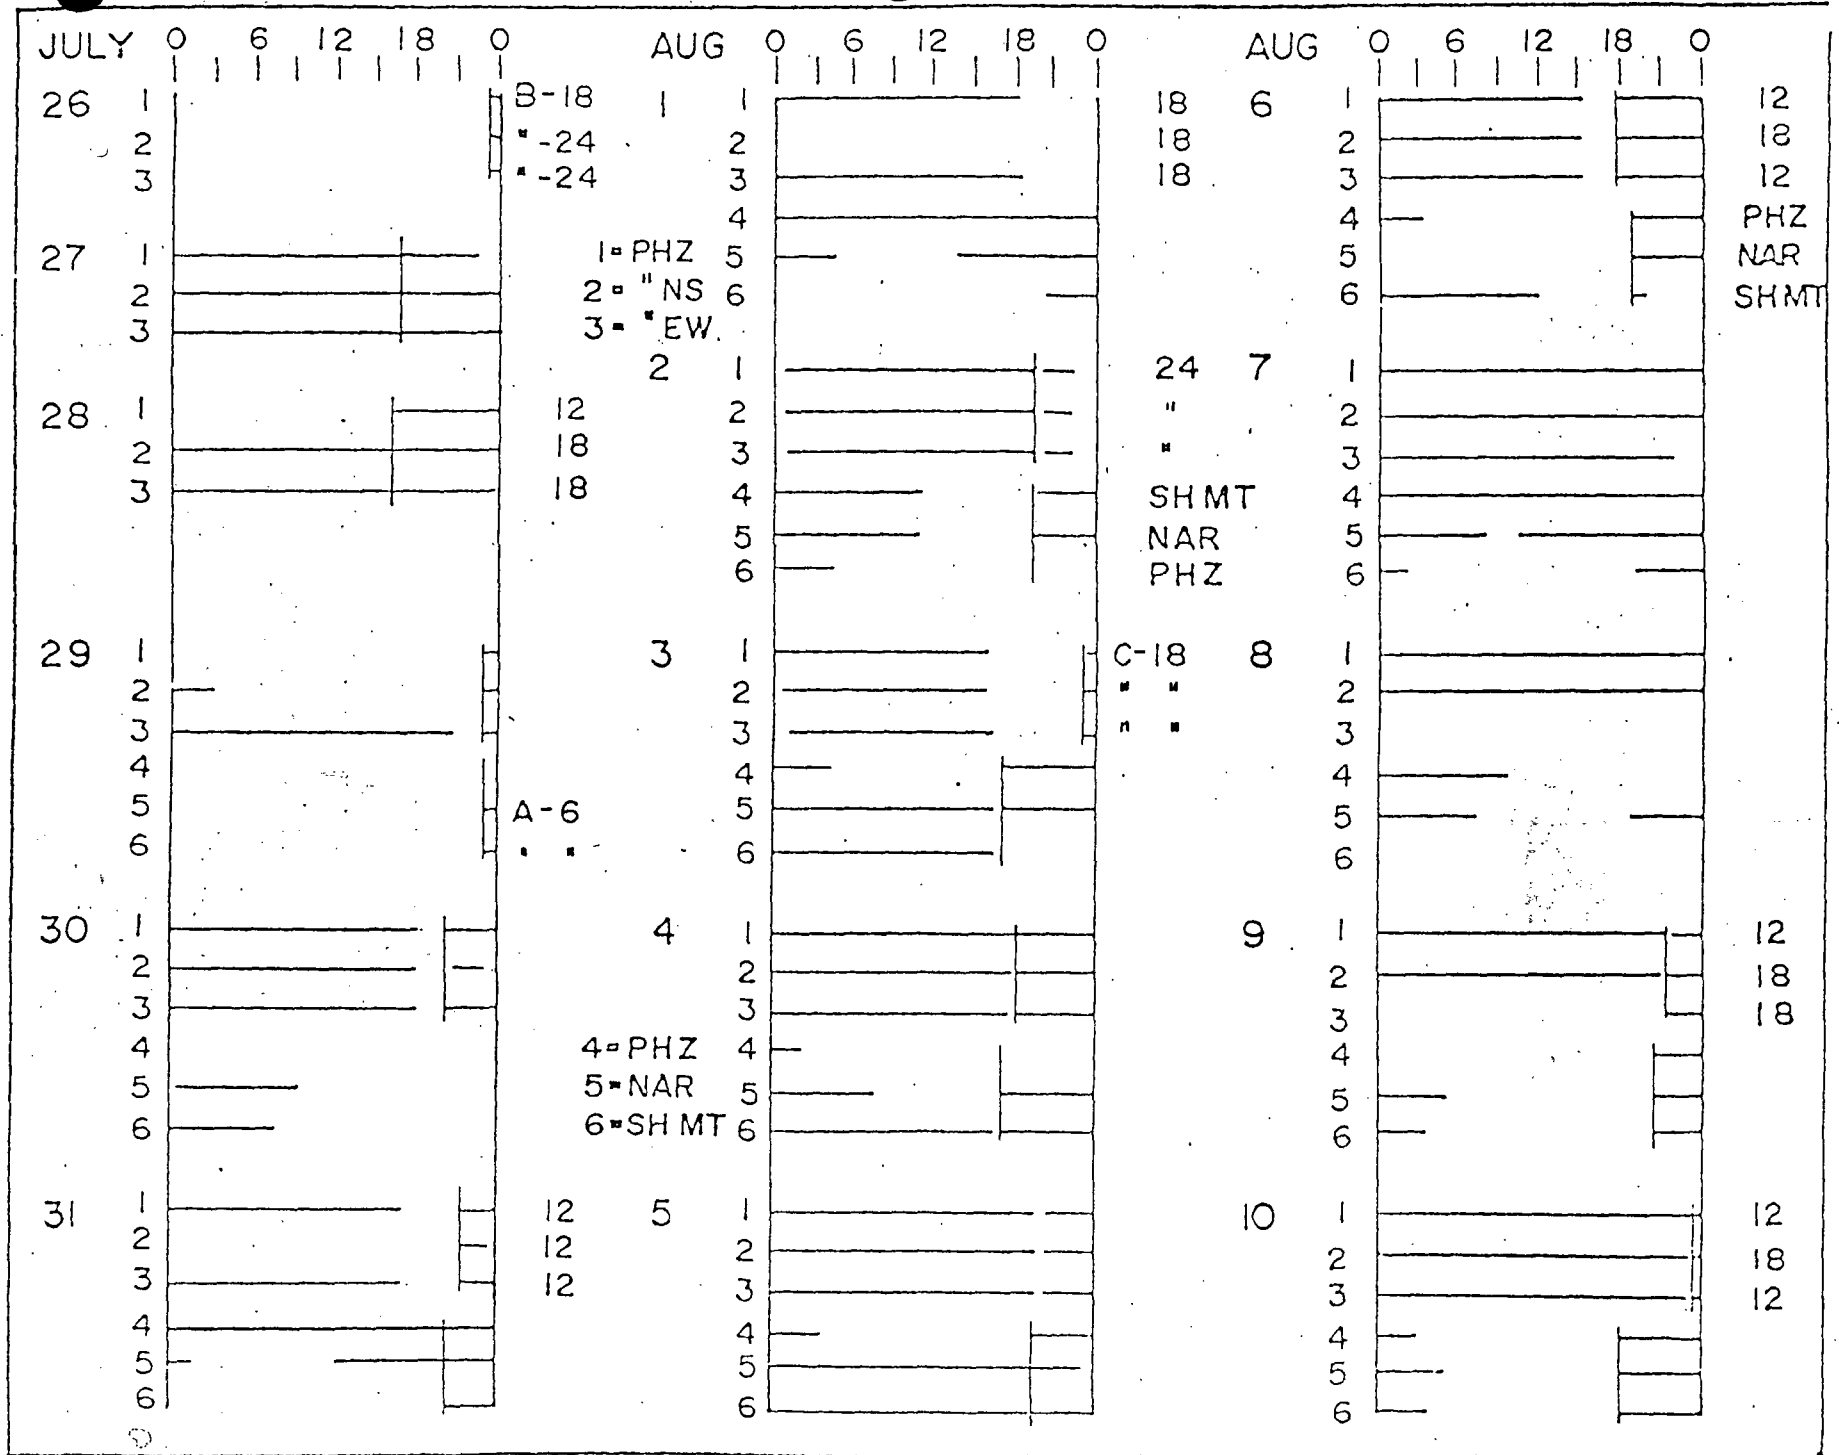 JULY 0 6 12 18 0
26 1 B-18
2 " -24
3 " -24
27 1
2
3
1=PHZ
2= " NS
3= " EW.
28 1 12
2 18
3 18
29 1
2
3
4
5 A-6
6 " "
30 1
2
3
4
5
6
4=PHZ
5=NAR
6=SH MT
31 1 12
2 12
3 12
4
5
6
AUG 0 6 12 18 0
1 1 18
2 18
3 18
4
5
6
2 1 24
2 "
3 "
4 SH MT
5 NAR
6 PHZ
3 1 C-18
2 " "
3 " "
4
5
6
4 1
2
3
4
5
6
5 1
2
3
4
5
6
AUG 0 6 12 18 0
6 1 12
2 18
3 12
4 PHZ
5 NAR
6 SHMT
7 1
2
3
4
5
6
8 1
2
3
4
5
6
9 1 12
2 18
3 18
4
5
6
10 1 12
2 18
3 12
4
5
6